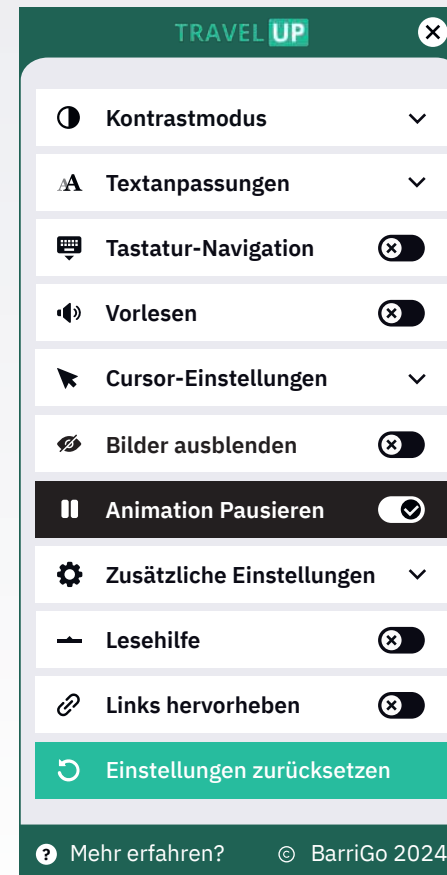 TRAVEL UP
Kontrastmodus
AA Textanpassungen
Tastatur-Navigation
Vorlesen
Cursor-Einstellungen
Bilder ausblenden
Animation Pausieren
Zusätzliche Einstellungen
Lesehilfe
Links hervorheben
Einstellungen zurücksetzen
? Mehr erfahren? © BarriGo 2024